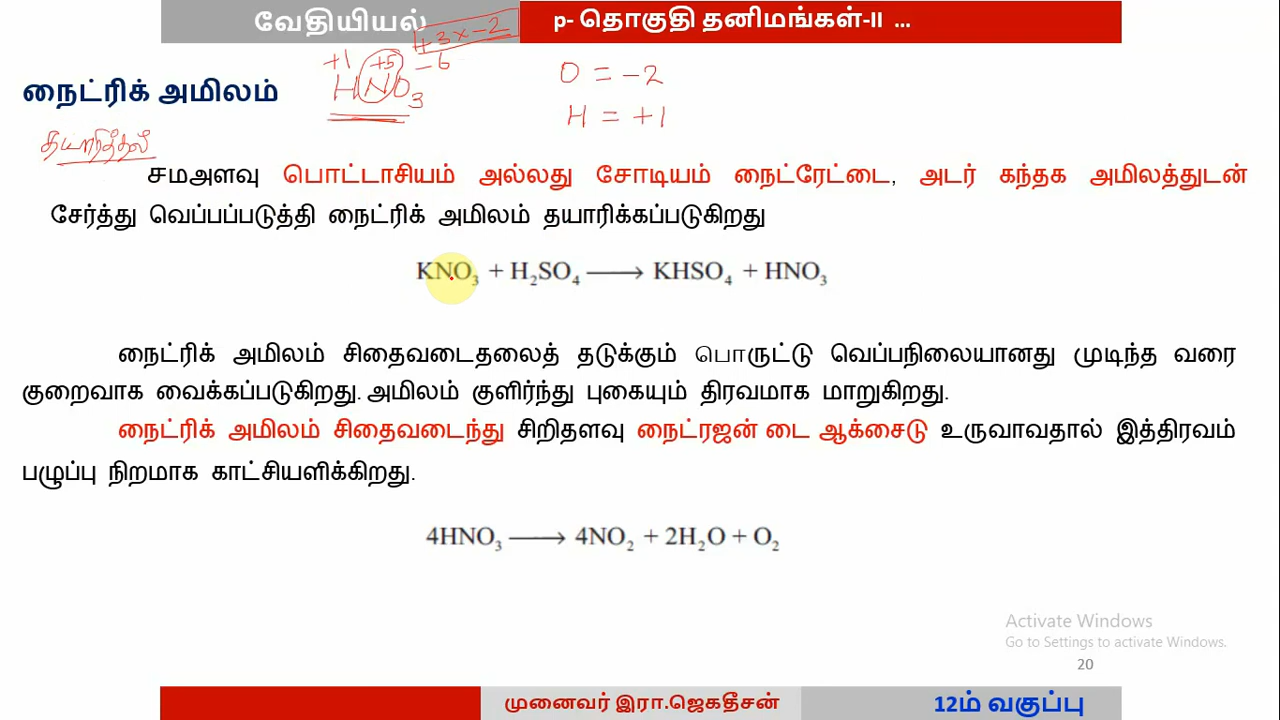 வேதியியல்
p- தொகுதி தனிமங்கள்-II ...
+3x-2
+1 +5 -6
HNO₃
O = -2
H = +1
நைட்ரிக் அமிலம்
தயாரித்தல்
சமஅளவு பொட்டாசியம் அல்லது சோடியம் நைட்ரேட்டை, அடர் கந்தக அமிலத்துடன்
சேர்த்து வெப்பப்படுத்தி நைட்ரிக் அமிலம் தயாரிக்கப்படுகிறது
KNO₃ + H₂SO₄ ⟶ KHSO₄ + HNO₃
நைட்ரிக் அமிலம் சிதைவடைதலைத் தடுக்கும் பொருட்டு வெப்பநிலையானது முடிந்த வரை
குறைவாக வைக்கப்படுகிறது. அமிலம் குளிர்ந்து புகையும் திரவமாக மாறுகிறது.
நைட்ரிக் அமிலம் சிதைவடைந்து சிறிதளவு நைட்ரஜன் டை ஆக்சைடு உருவாவதால் இத்திரவம்
பழுப்பு நிறமாக காட்சியளிக்கிறது.
4HNO₃ ⟶ 4NO₂ + 2H₂O + O₂
Activate Windows
Go to Settings to activate Windows.
20
முனைவர் இரா.ஜெகதீசன்
12ம் வகுப்பு